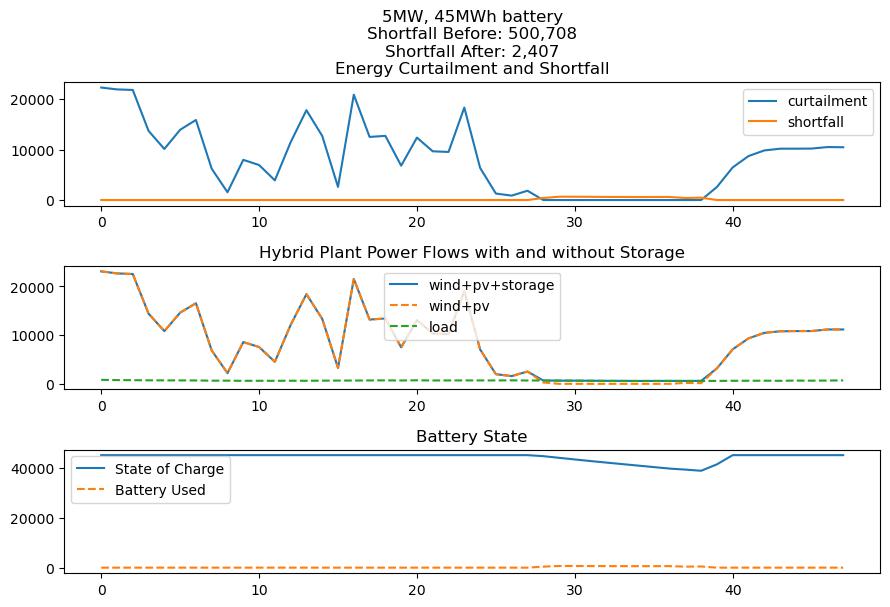 5MW, 45MWh battery
Shortfall Before: 500,708
Shortfall After: 2,407
Energy Curtailment and Shortfall
20000
10000
0
curtailment
shortfall
0 10 20 30 40
Hybrid Plant Power Flows with and without Storage
20000
10000
0
wind+pv+storage
wind+pv
load
0 10 20 30 40
Battery State
40000
20000
0
State of Charge
Battery Used
0 10 20 30 40